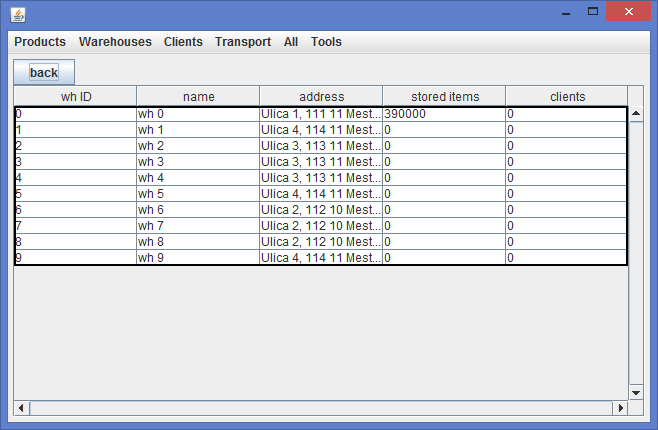 Products Warehouses Clients Transport All Tools
back
wh ID name address stored items clients
0 wh 0 Ulica 1, 111 11 Mest... 390000 0
1 wh 1 Ulica 4, 114 11 Mest... 0 0
2 wh 2 Ulica 3, 113 11 Mest... 0 0
3 wh 3 Ulica 3, 113 11 Mest... 0 0
4 wh 4 Ulica 3, 113 11 Mest... 0 0
5 wh 5 Ulica 4, 114 11 Mest... 0 0
6 wh 6 Ulica 2, 112 10 Mest... 0 0
7 wh 7 Ulica 2, 112 10 Mest... 0 0
8 wh 8 Ulica 2, 112 10 Mest... 0 0
9 wh 9 Ulica 4, 114 11 Mest... 0 0